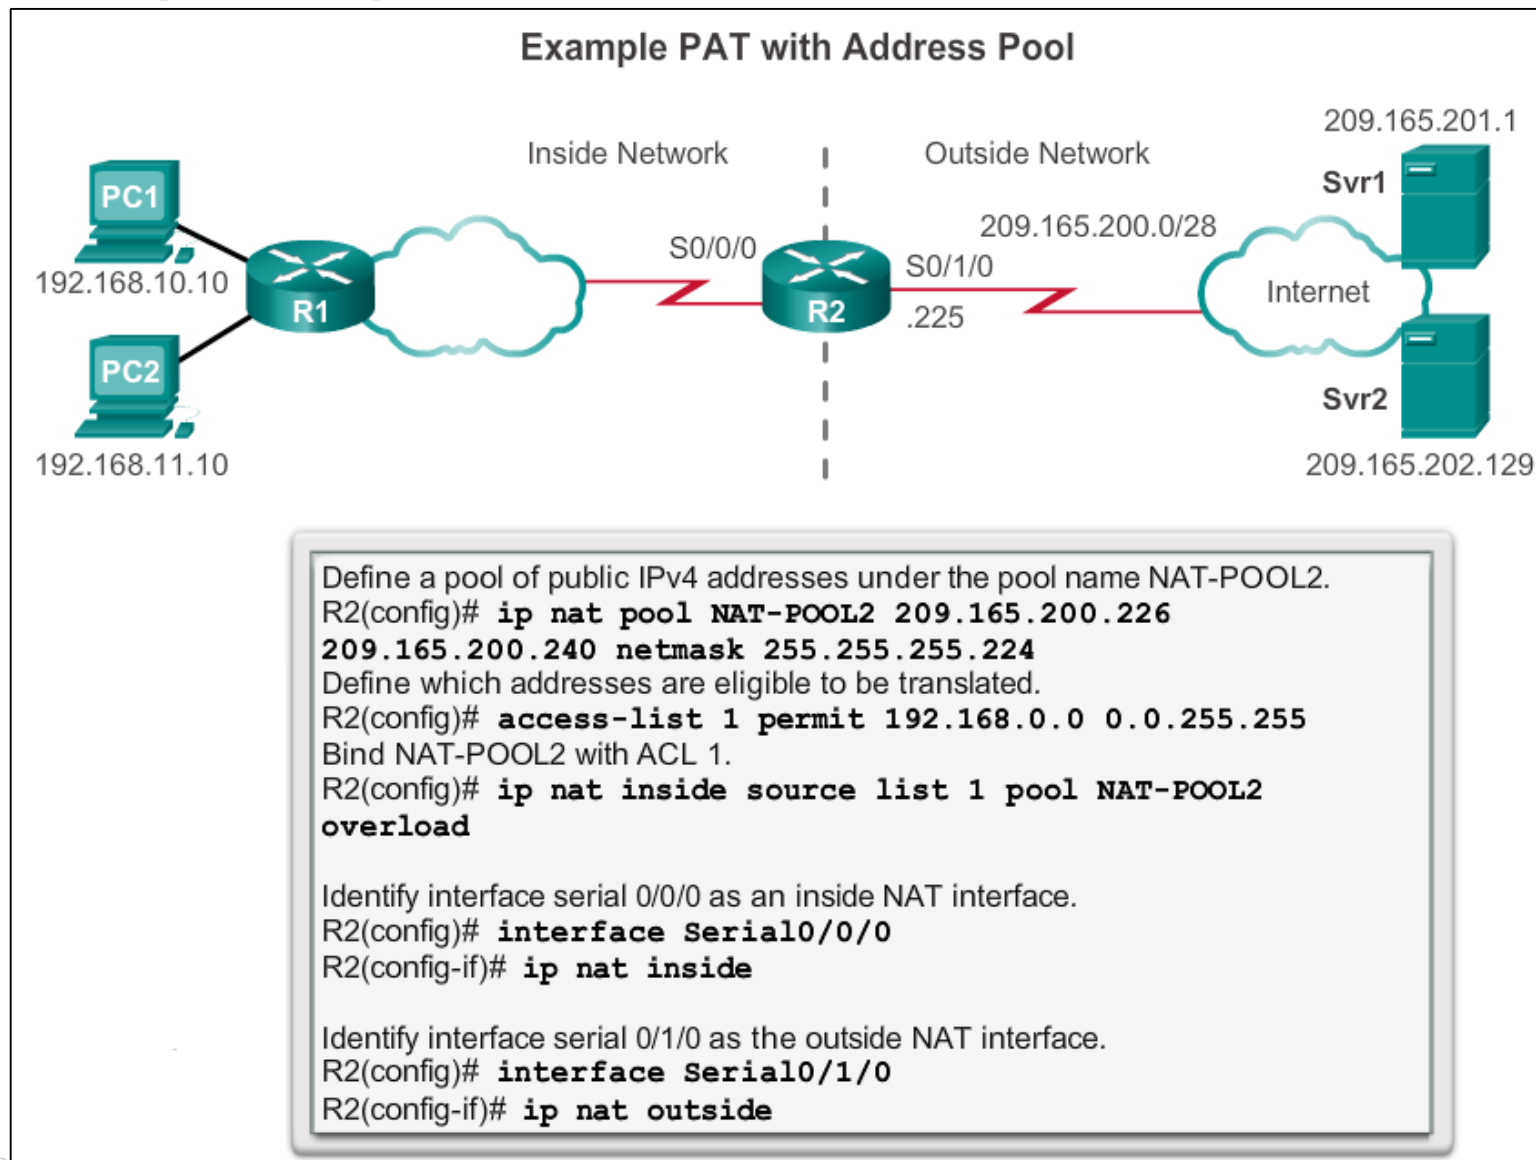 Example PAT with Address Pool
209.165.201.1
Inside Network
Outside Network
Svr1
PC1
209.165.200.0/28
S0/0/0
S0/1/0
192.168.10.10
Internet
R1
R2
.225
PC2
Svr2
192.168.11.10
209.165.202.129
Define a pool of public IPv4 addresses under the pool name NAT-POOL2.
R2(config)# ip nat pool NAT-POOL2 209.165.200.226
209.165.200.240 netmask 255.255.255.224
Define which addresses are eligible to be translated.
R2(config)# access-list 1 permit 192.168.0.0 0.0.255.255
Bind NAT-POOL2 with ACL 1.
R2(config)# ip nat inside source list 1 pool NAT-POOL2
overload
Identify interface serial 0/0/0 as an inside NAT interface.
R2(config)# interface Serial0/0/0
R2(config-if)# ip nat inside
Identify interface serial 0/1/0 as the outside NAT interface.
R2(config)# interface Serial0/1/0
R2(config-if)# ip nat outside